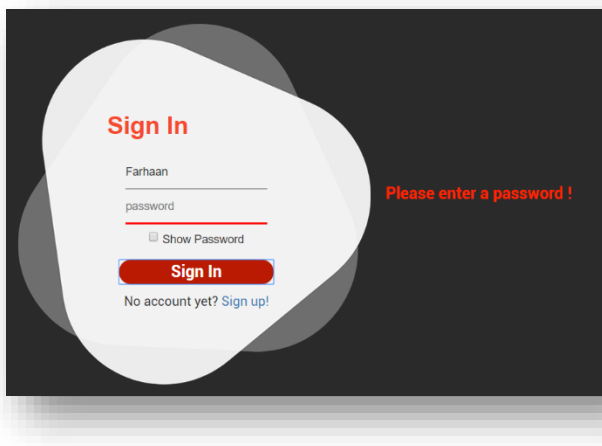 Sign In
Farhaan
Please enter a password !
password
Show Password
Sign In
No account yet? Sign up!